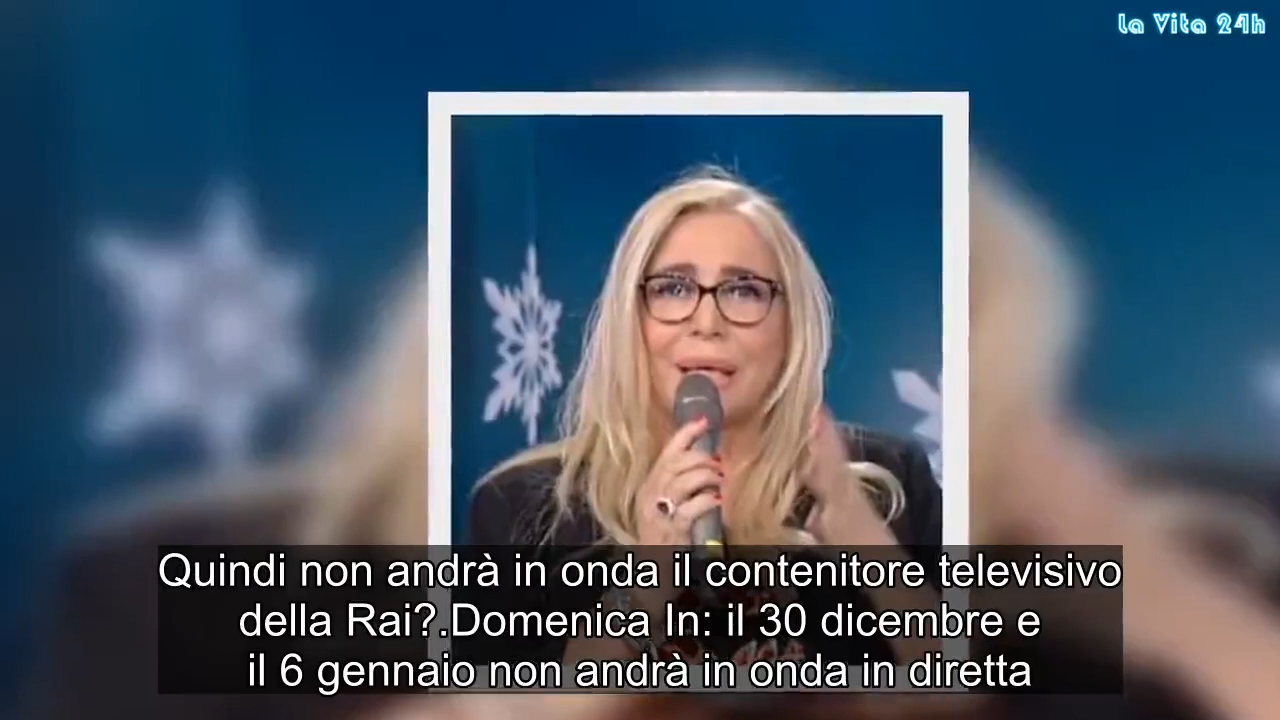 La Vita 24h
Quindi non andrà in onda il contenitore televisivo
della Rai?.Domenica In: il 30 dicembre e
il 6 gennaio non andrà in onda in diretta